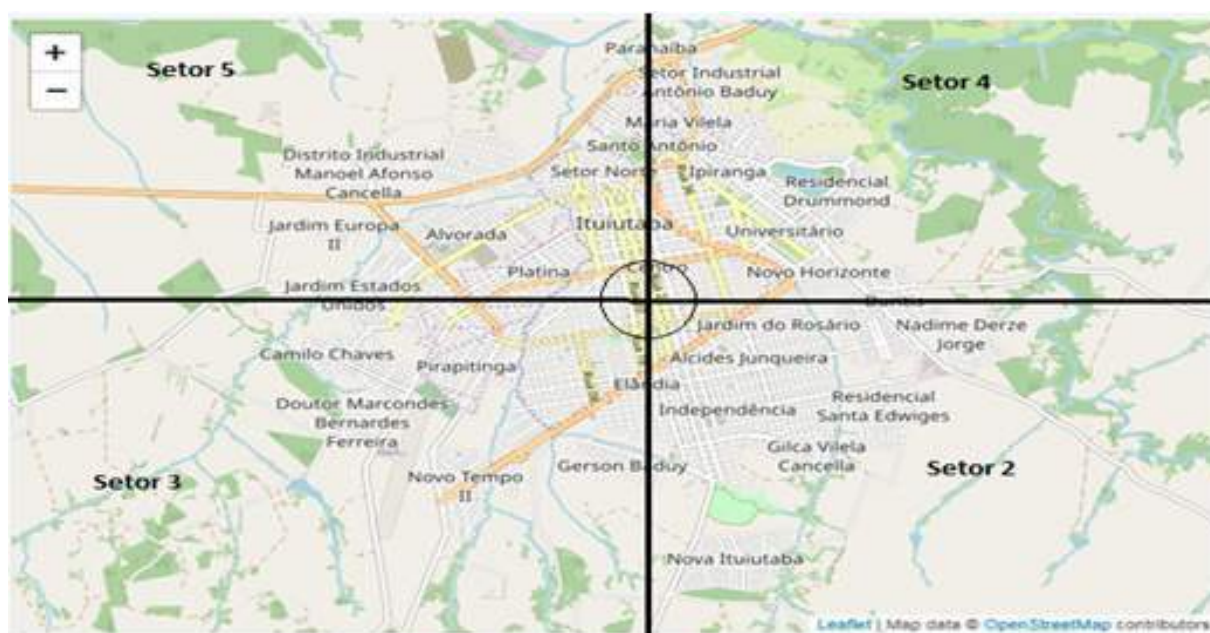 +
−
Setor 5
Setor 4
Paranaíba
Setor Industrial
Antônio Baduy
Maria Vilela
Santo Antônio
Distrito Industrial
Manoel Afonso
Cancella
Setor Norte
Ipiranga
Residencial
Drummond
Jardim Europa
II
Alvorada
Ituiutaba
Universitário
Platina
Centro
Novo Horizonte
Jardim Estados
Unidos
Buritis
Jardim do Rosário
Nadime Derze
Jorge
Camilo Chaves
Pirapitinga
Alcides Junqueira
Elândia
Doutor Marcondes
Bernardes
Ferreira
Independência
Residencial
Santa Edwiges
Gilca Vilela
Cancella
Gerson Baduy
Novo Tempo
II
Setor 3
Setor 2
Nova Ituiutaba
Leaflet | Map data © OpenStreetMap contributors